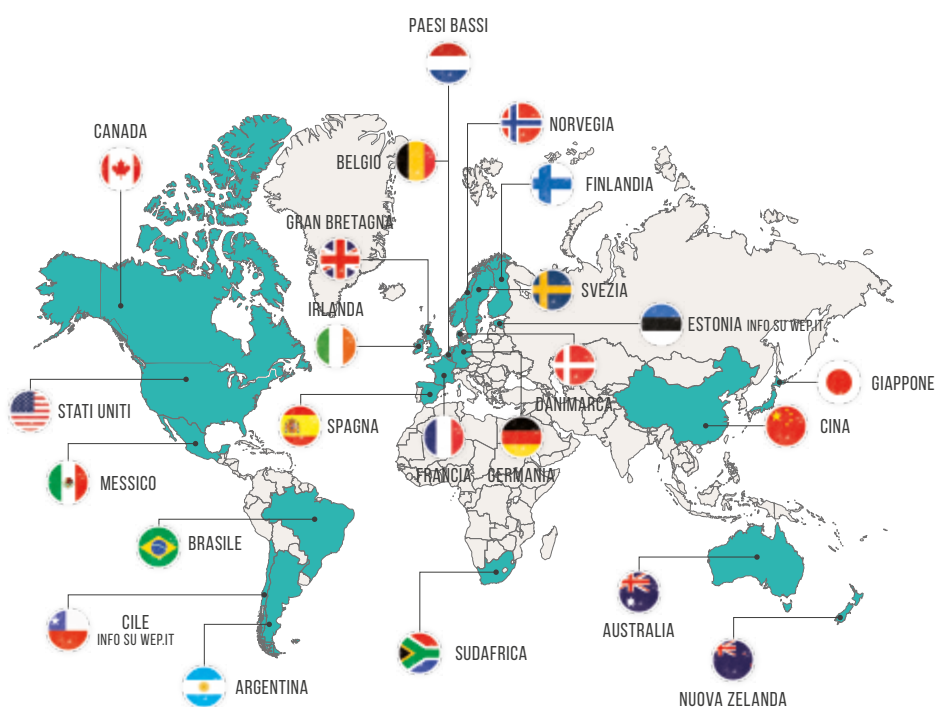 PAESI BASSI
CANADA
NORVEGIA
BELGIO
FINLANDIA
GRAN BRETAGNA
SVEZIA
IRLANDA
ESTONIA INFO SU WEP.IT
GIAPPONE
STATI UNITI
DANIMARCA
SPAGNA
CINA
FRANCIA
GERMANIA
MESSICO
BRASILE
CILE
INFO SU WEP.IT
AUSTRALIA
SUDAFRICA
ARGENTINA
NUOVA ZELANDA